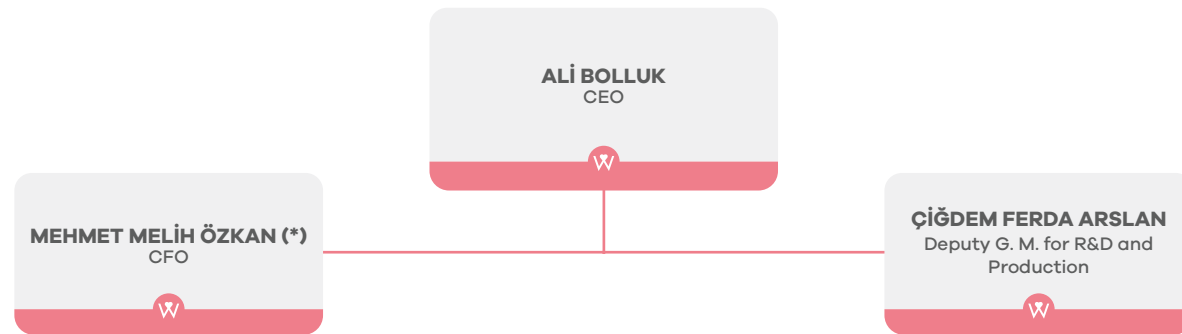 ALİ BOLLUK
CEO
MEHMET MELİH ÖZKAN (*)
CFO
ÇİĞDEM FERDA ARSLAN
Deputy G. M. for R&D and
Production